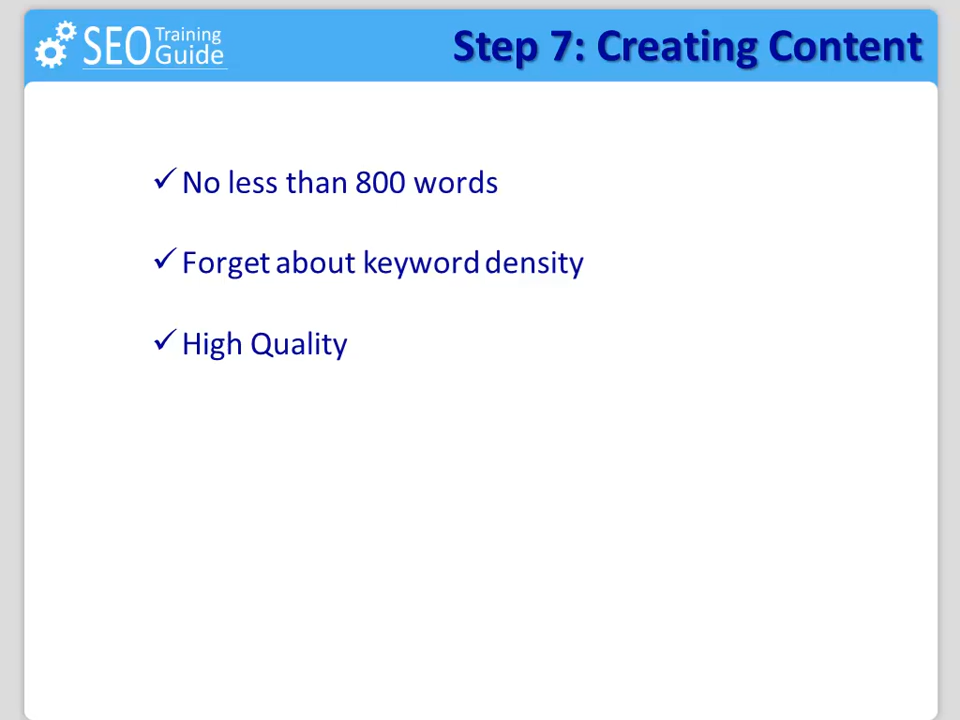 SEO Training Guide
Step 7: Creating Content
No less than 800 words
Forget about keyword density
High Quality